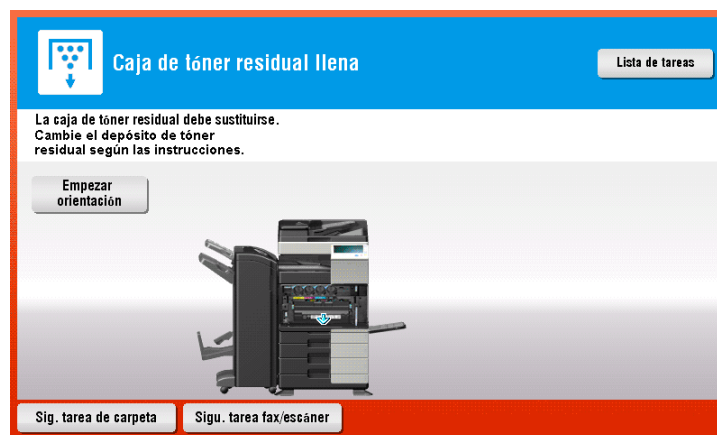 Caja de tóner residual llena
Lista de tareas
La caja de tóner residual debe sustituirse.
Cambie el depósito de tóner
residual según las instrucciones.
Empezar
orientación
Sig. tarea de carpeta
Sigu. tarea fax/escáner